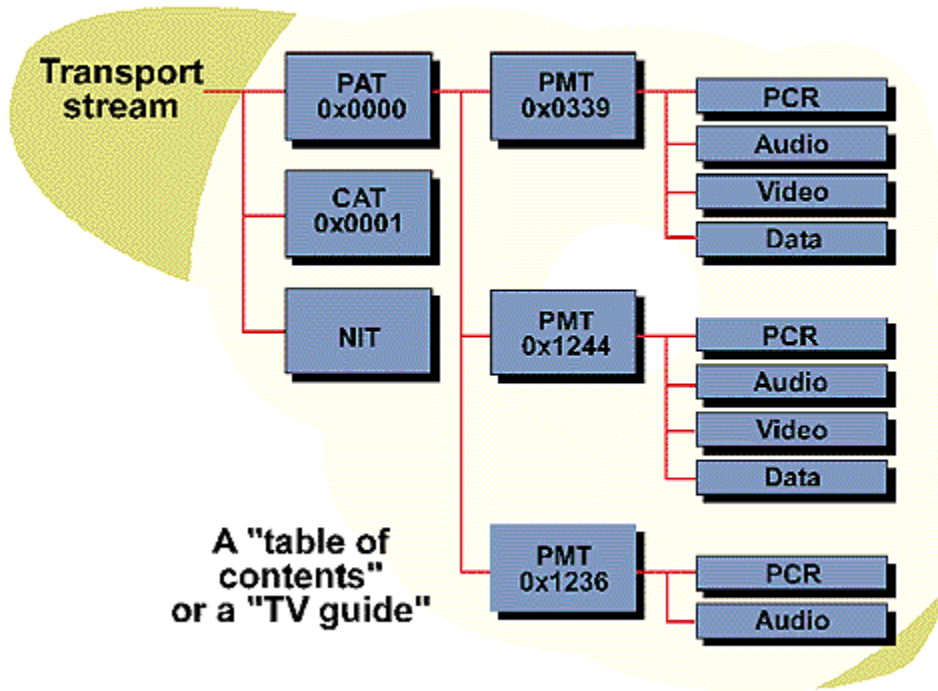 Transport
stream
PAT
0x0000
CAT
0x0001
NIT
PMT
0x0339
PCR
Audio
Video
Data
PMT
0x1244
PCR
Audio
Video
Data
PMT
0x1236
PCR
Audio
A "table of
contents"
or a "TV guide"